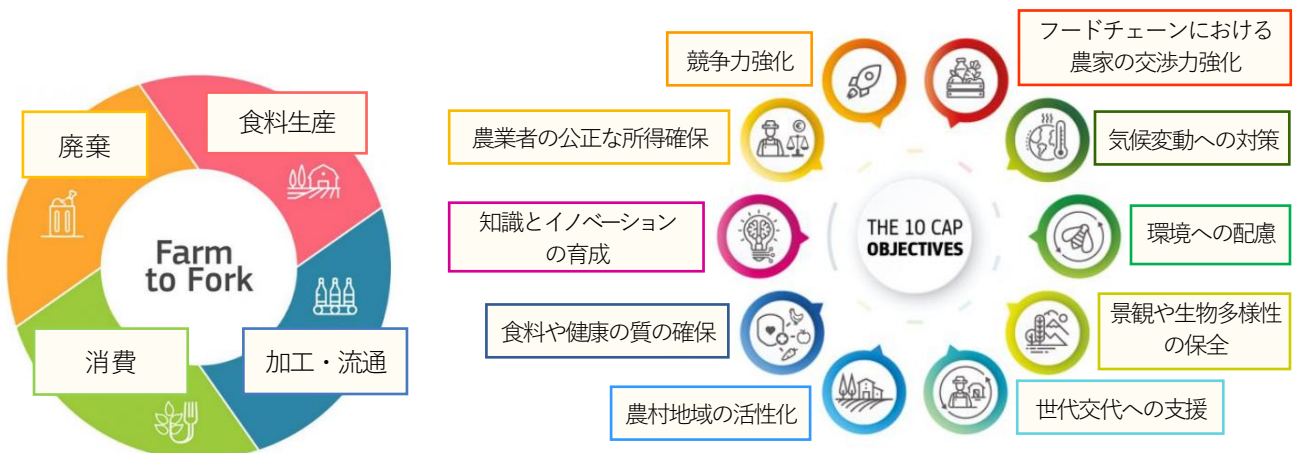 廃棄
食料生産
Farm
to Fork
消費
加工・流通
競争力強化
フードチェーンにおける
農家の交渉力強化
農業者の公正な所得確保
気候変動への対策
知識とイノベーション
の育成
THE 10 CAP
OBJECTIVES
環境への配慮
食料や健康の質の確保
景観や生物多様性
の保全
農村地域の活性化
世代交代への支援